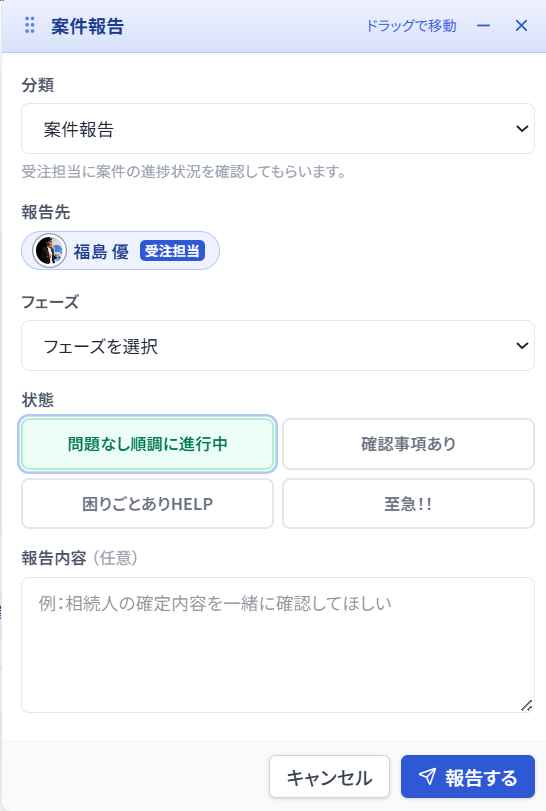 案件報告
ドラッグで移動
分類
案件報告
受注担当に案件の進捗状況を確認してもらいます。
報告先
福島 優 受注担当
フェーズ
フェーズを選択
状態
問題なし順調に進行中
確認事項あり
困りごとありHELP
至急!!
報告内容（任意）
例：相続人の確定内容を一緒に確認してほしい
キャンセル
報告する